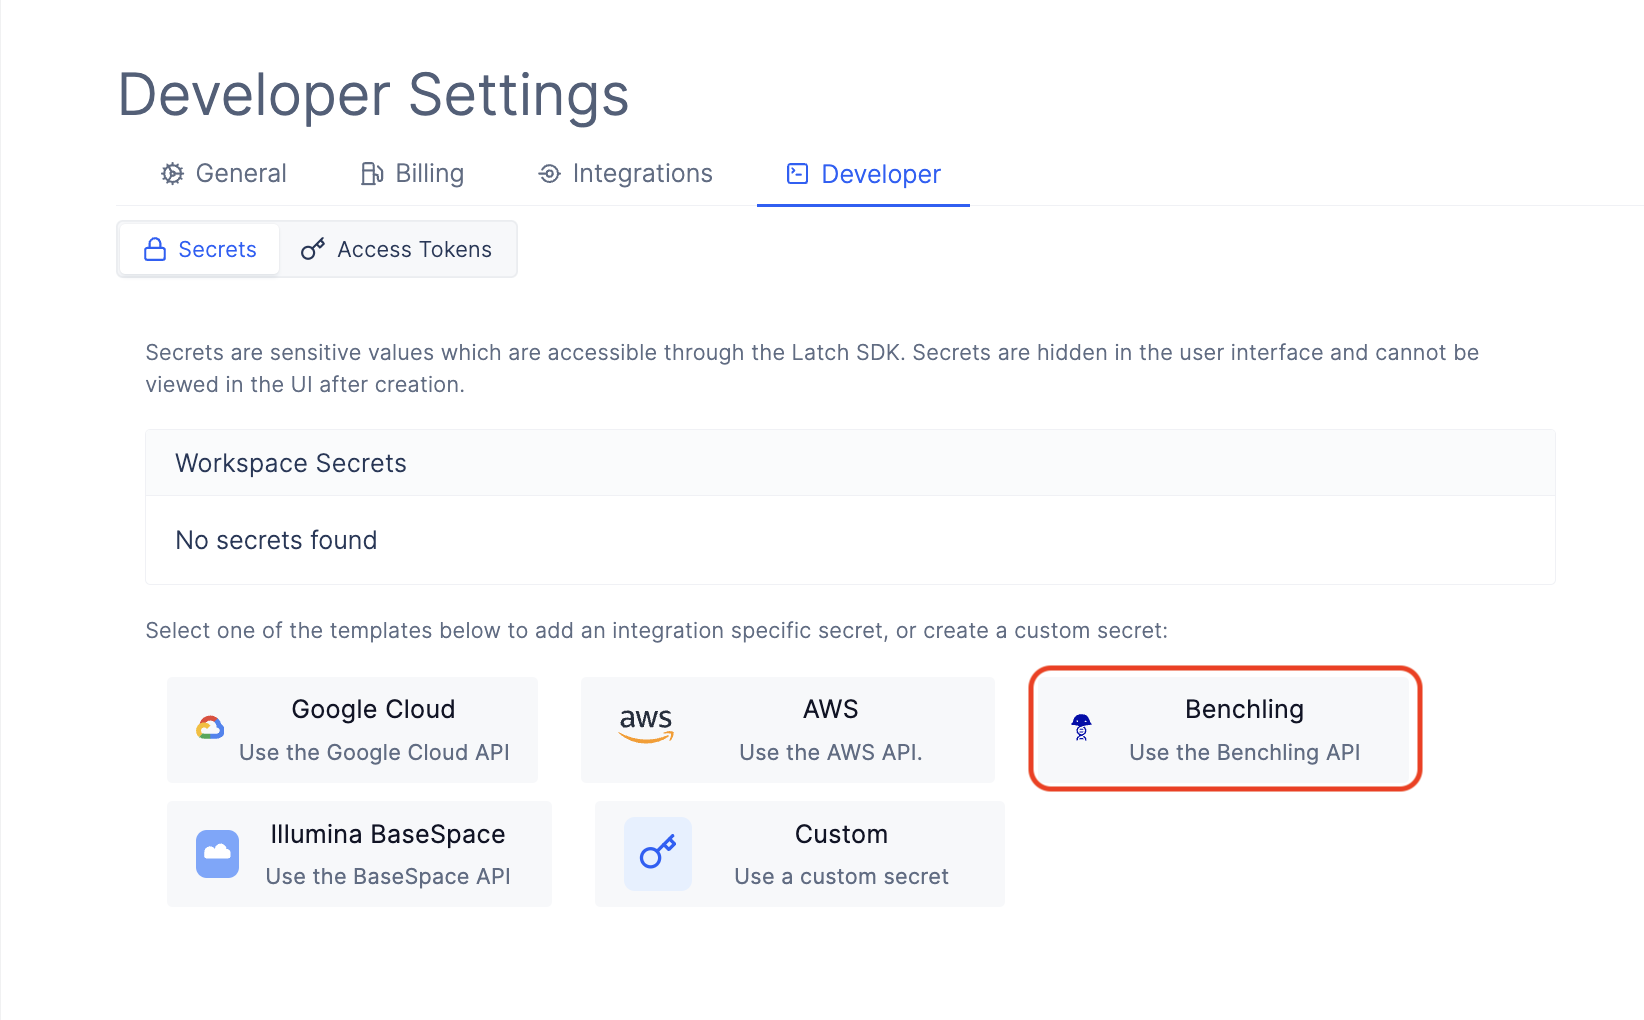 Developer Settings
General
Billing
Integrations
Developer
Secrets
Access Tokens
Secrets are sensitive values which are accessible through the Latch SDK. Secrets are hidden in the user interface and cannot be
viewed in the UI after creation.
Workspace Secrets
No secrets found
Select one of the templates below to add an integration specific secret, or create a custom secret:
Google Cloud
Use the Google Cloud API
aws
AWS
Use the AWS API.
Benchling
Use the Benchling API
Illumina BaseSpace
Use the BaseSpace API
Custom
Use a custom secret